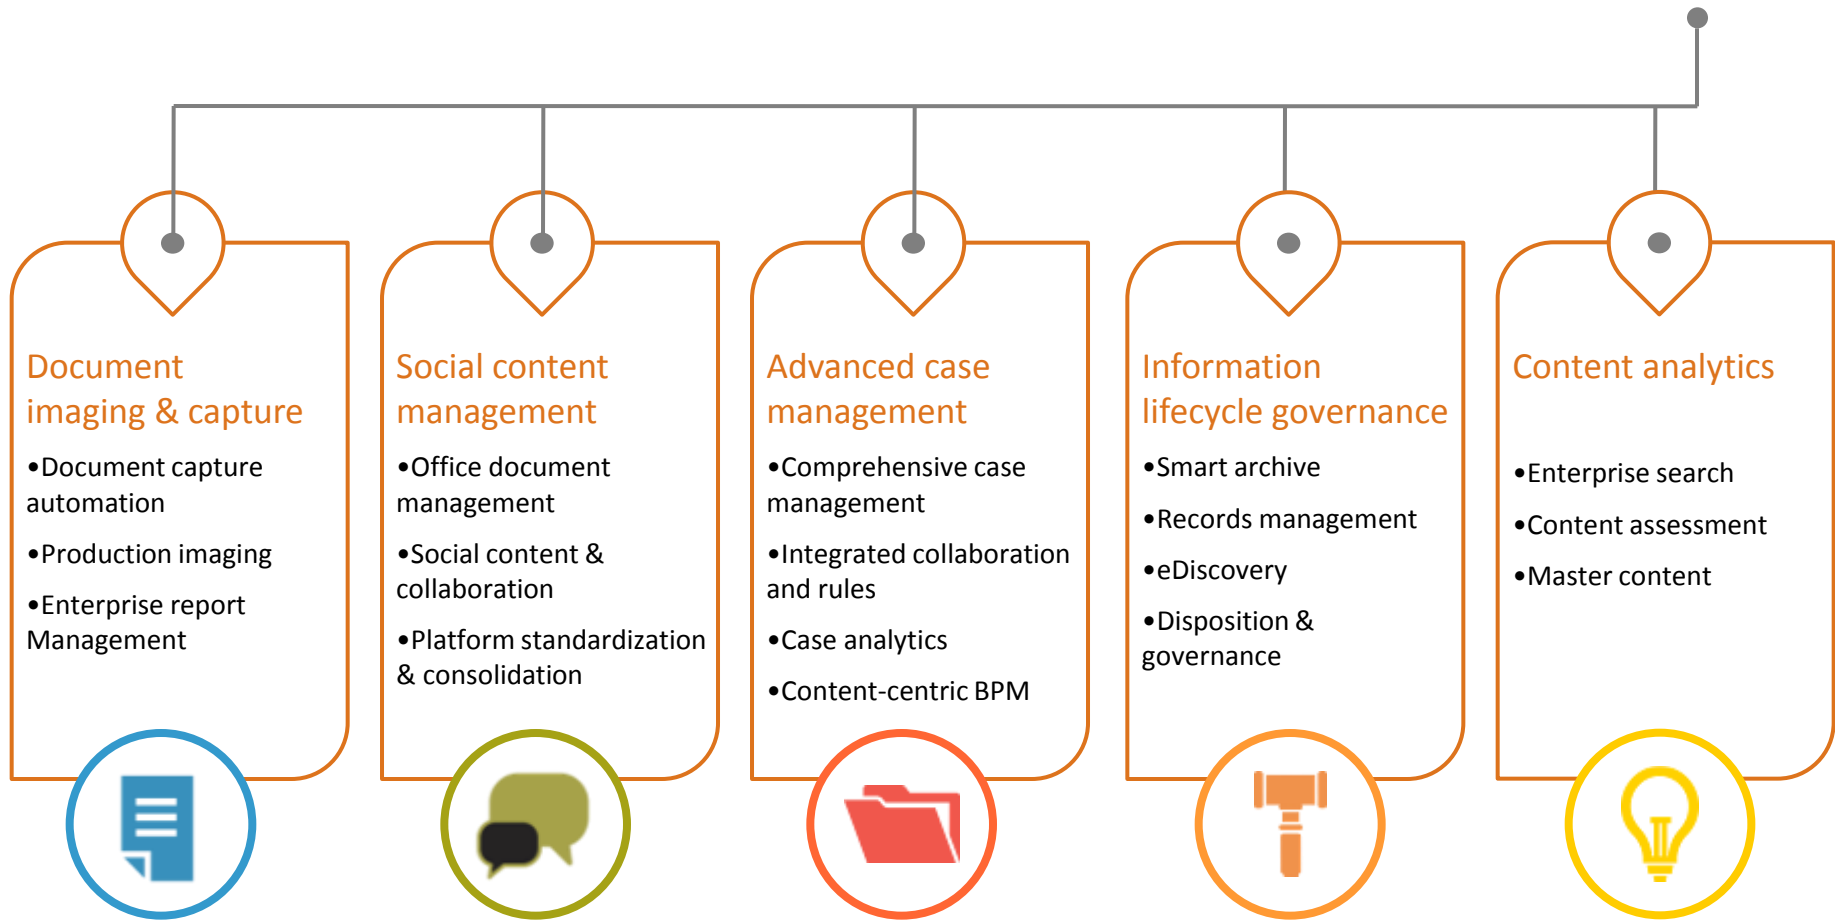 Document
imaging & capture
•Document capture
automation
•Production imaging
•Enterprise report
Management
Social content
management
•Office document
management
•Social content &
collaboration
•Platform standardization
& consolidation
Advanced case
management
•Comprehensive case
management
•Integrated collaboration
and rules
•Case analytics
•Content-centric BPM
Information
lifecycle governance
•Smart archive
•Records management
•eDiscovery
•Disposition &
governance
Content analytics
•Enterprise search
•Content assessment
•Master content